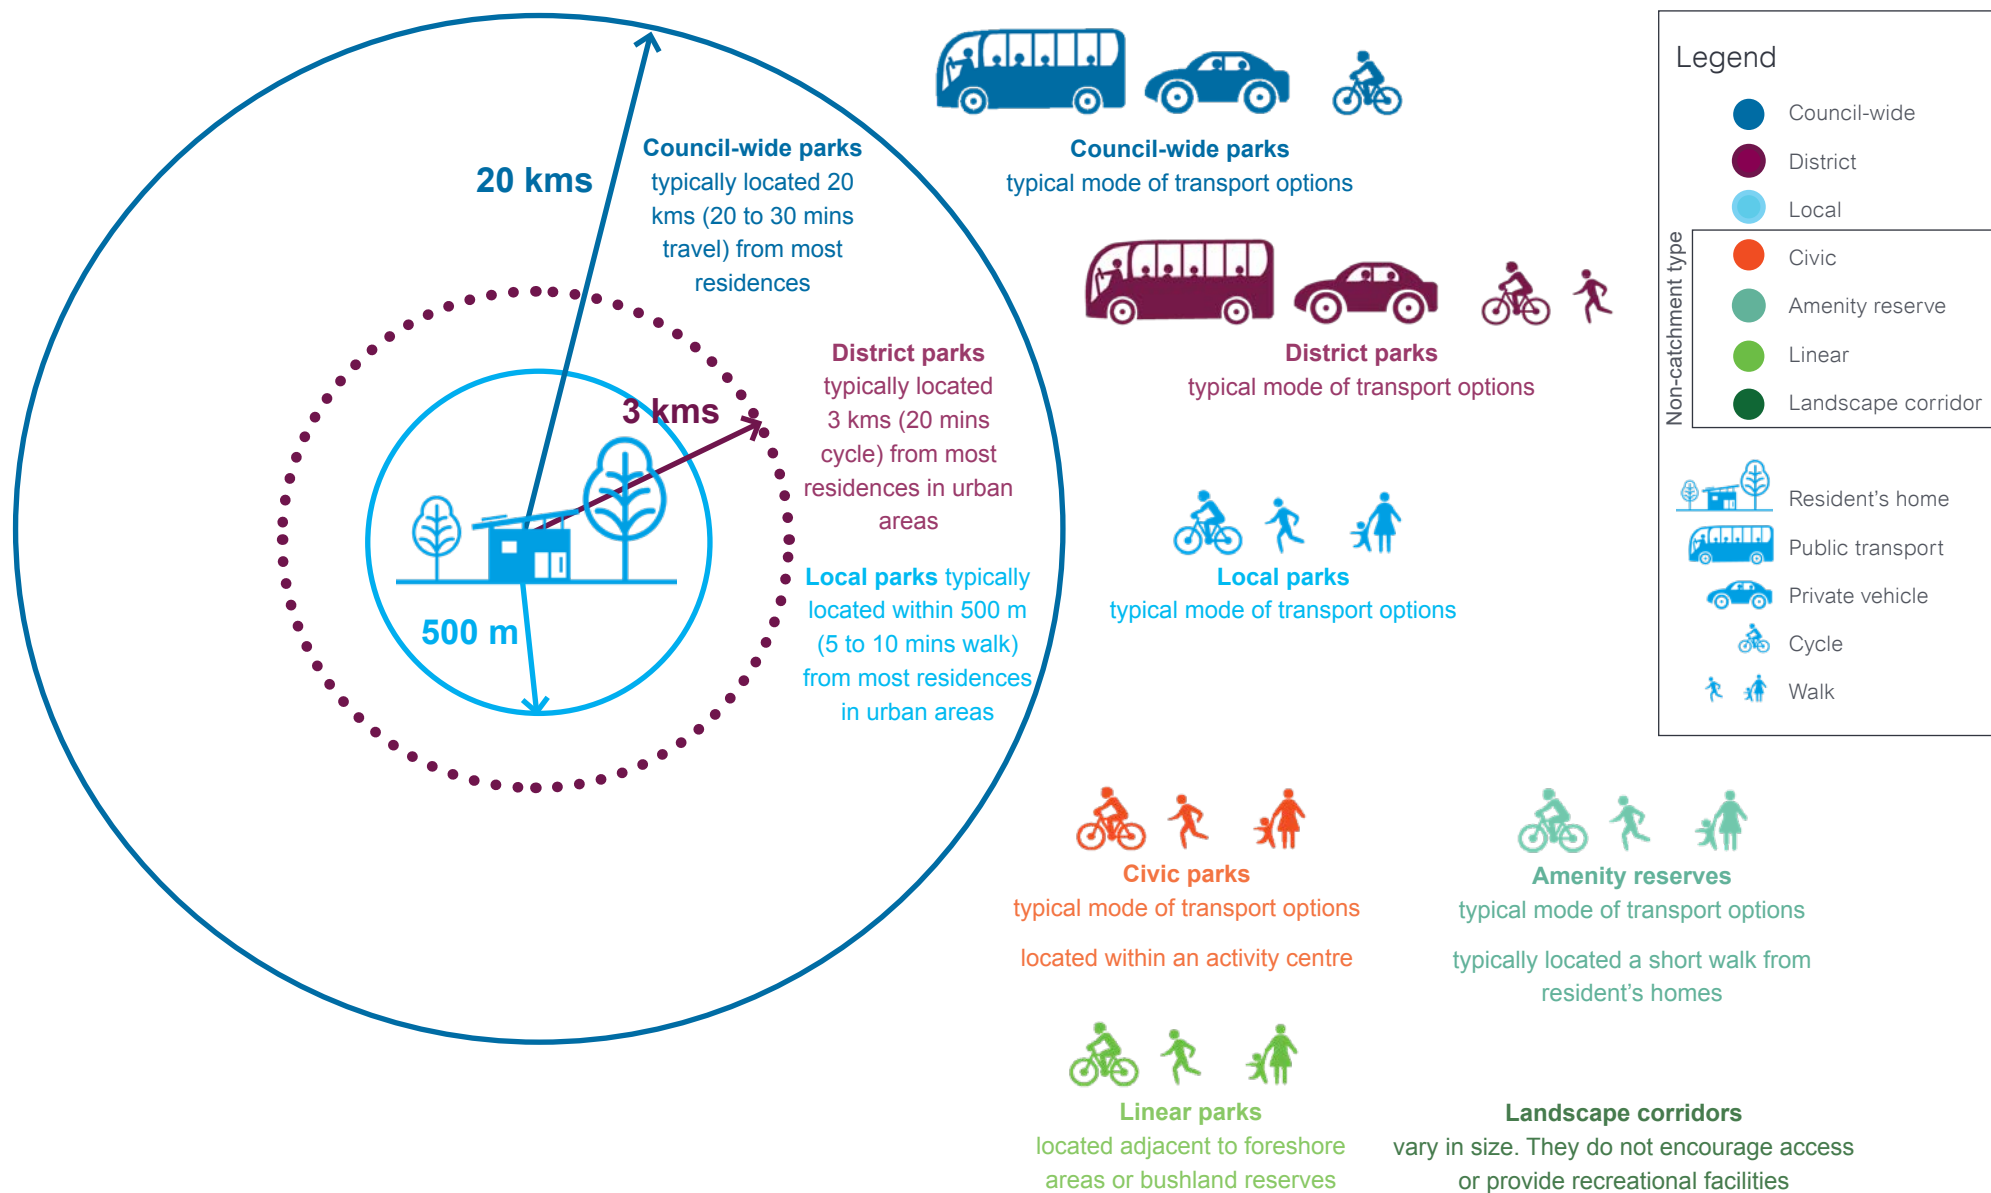 20 kms
Council-wide parks
typically located 20
kms (20 to 30 mins
travel) from most
residences
3 kms
District parks
typically located
3 kms (20 mins
cycle) from most
residences in urban
areas
500 m
Local parks typically
located within 500 m
(5 to 10 mins walk)
from most residences
in urban areas
Council-wide parks
typical mode of transport options
District parks
typical mode of transport options
Local parks
typical mode of transport options
Civic parks
typical mode of transport options
located within an activity centre
Amenity reserves
typical mode of transport options
typically located a short walk from
resident's homes
Linear parks
located adjacent to foreshore
areas or bushland reserves
Landscape corridors
vary in size. They do not encourage access
or provide recreational facilities
Legend
Council-wide
District
Local
Non-catchment type
Civic
Amenity reserve
Linear
Landscape corridor
Resident's home
Public transport
Private vehicle
Cycle
Walk